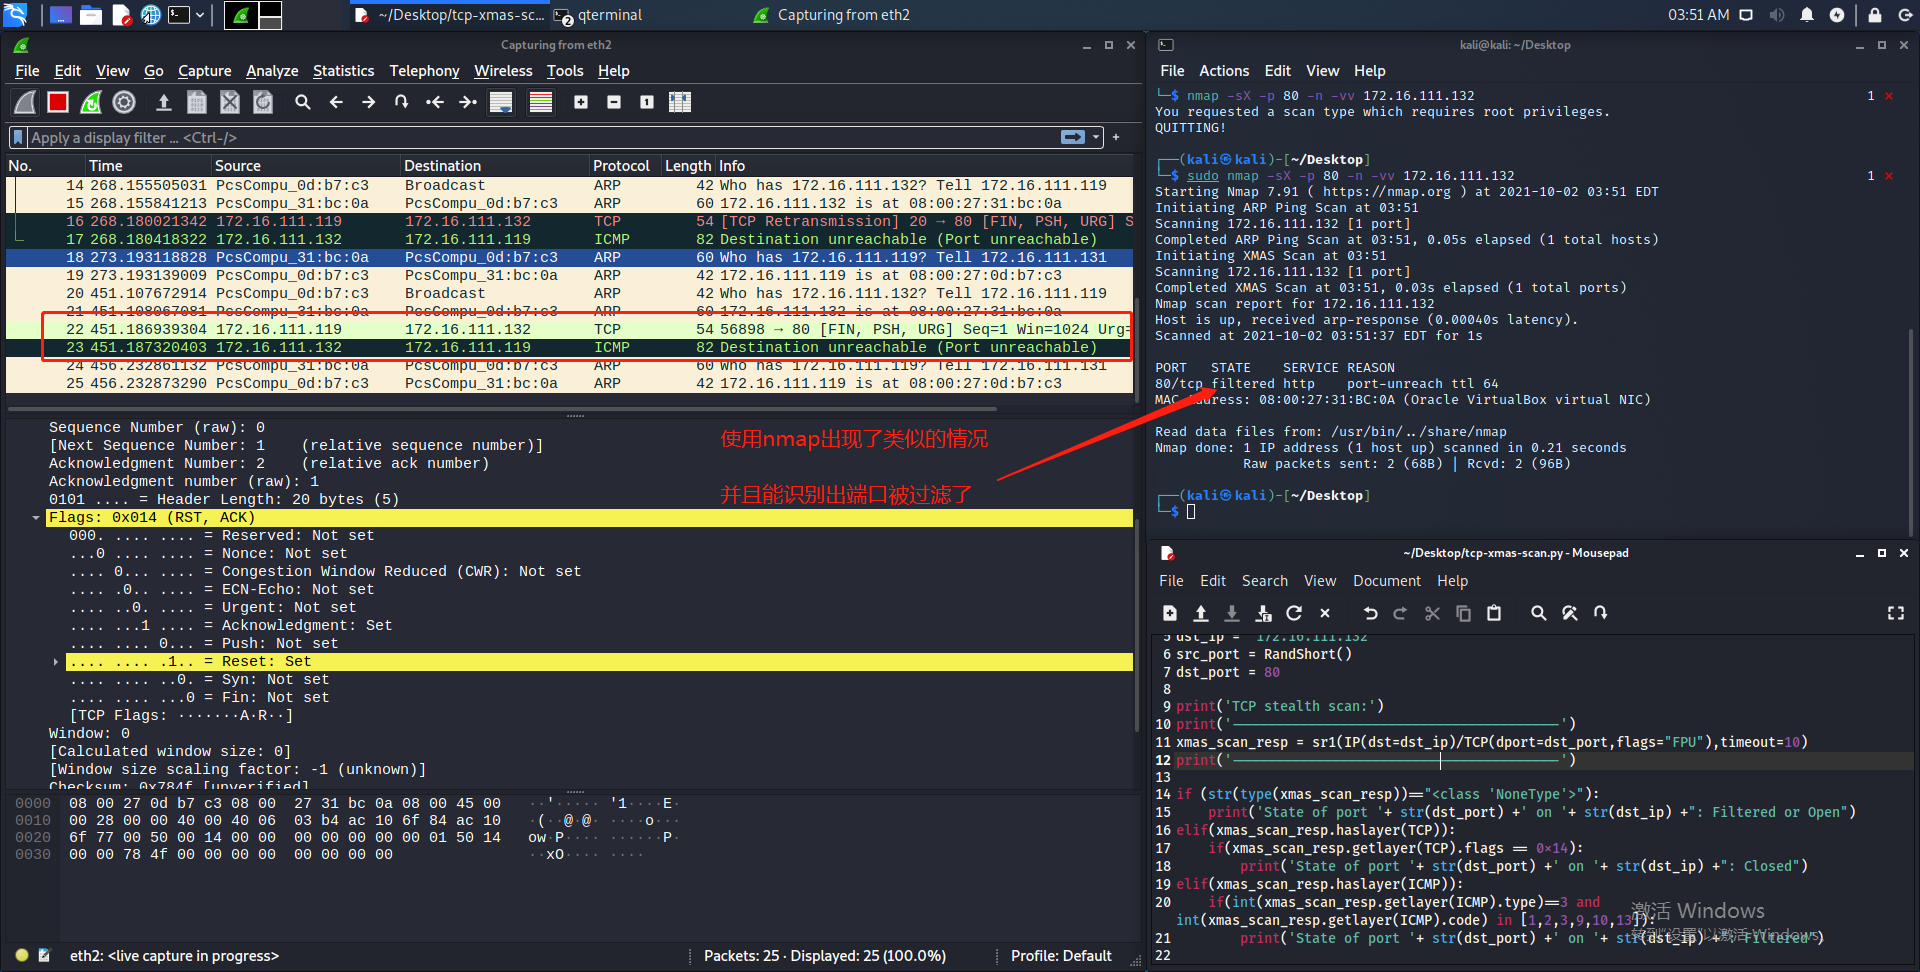 ~/Desktop/tcp-xmas-sc...
qterminal
Capturing from eth2
03:51 AM
Capturing from eth2
File Edit View Go Capture Analyze Statistics Telephony Wireless Tools Help
Apply a display filter ... <Ctrl-/>
No. Time Source Destination Protocol Length Info
14 268.155505031 PcsCompu_0d:b7:c3 Broadcast ARP 42 Who has 172.16.111.132? Tell 172.16.111.119
15 268.155841213 PcsCompu_31:bc:0a PcsCompu_0d:b7:c3 ARP 60 172.16.111.132 is at 08:00:27:31:bc:0a
16 268.180021342 172.16.111.119 172.16.111.132 TCP 54 [TCP Retransmission] 20 → 80 [FIN, PSH, URG] S
17 268.180418322 172.16.111.132 172.16.111.119 ICMP 82 Destination unreachable (Port unreachable)
18 273.193118828 PcsCompu_31:bc:0a PcsCompu_0d:b7:c3 ARP 60 Who has 172.16.111.119? Tell 172.16.111.131
19 273.193139009 PcsCompu_0d:b7:c3 PcsCompu_31:bc:0a ARP 42 172.16.111.119 is at 08:00:27:0d:b7:c3
20 451.107672914 PcsCompu_0d:b7:c3 Broadcast ARP 42 Who has 172.16.111.132? Tell 172.16.111.119
21 451.108067081 PcsCompu_31:bc:0a PcsCompu_0d:b7:c3 ARP 60 172.16.111.132 is at 08:00:27:31:bc:0a
22 451.186939304 172.16.111.119 172.16.111.132 TCP 54 56898 → 80 [FIN, PSH, URG] Seq=1 Win=1024 Urg=
23 451.187320403 172.16.111.132 172.16.111.119 ICMP 82 Destination unreachable (Port unreachable)
24 456.232861132 PcsCompu_31:bc:0a PcsCompu_0d:b7:c3 ARP 60 Who has 172.16.111.119? Tell 172.16.111.131
25 456.232873290 PcsCompu_0d:b7:c3 PcsCompu_31:bc:0a ARP 42 172.16.111.119 is at 08:00:27:0d:b7:c3
Sequence Number (raw): 0
[Next Sequence Number: 1 (relative sequence number)]
Acknowledgment Number: 2 (relative ack number)
Acknowledgment number (raw): 1
0101 .... = Header Length: 20 bytes (5)
Flags: 0x014 (RST, ACK)
000. .... .... = Reserved: Not set
...0 .... .... = Nonce: Not set
.... 0... .... = Congestion Window Reduced (CWR): Not set
.... .0.. .... = ECN-Echo: Not set
.... ..0. .... = Urgent: Not set
.... ...1 .... = Acknowledgment: Set
.... .... 0... = Push: Not set
.... .... .1.. = Reset: Set
.... .... ..0. = Syn: Not set
.... .... ...0 = Fin: Not set
[TCP Flags: ·······A·R··]
Window: 0
[Calculated window size: 0]
[Window size scaling factor: -1 (unknown)]
Checksum: 0x784f [unverified]
使用nmap出现了类似的情况
并且能识别出端口被过滤了
0000 08 00 27 0d b7 c3 08 00 27 31 bc 0a 08 00 45 00 ··'····· '1····E·
0010 00 28 00 00 40 00 40 06 03 b4 ac 10 6f 84 ac 10 ·(··@·@· ····o···
0020 6f 77 00 50 00 14 00 00 00 00 00 00 00 01 50 14 ow·P···· ······P·
0030 00 00 78 4f 00 00 00 00 00 00 00 00 ··xO···· ····
eth2: <live capture in progress>
Packets: 25 · Displayed: 25 (100.0%)
Profile: Default
kali@kali: ~/Desktop
File Actions Edit View Help
└─$ nmap -sX -p 80 -n -vv 172.16.111.132 1 ⨯
You requested a scan type which requires root privileges.
QUITTING!
┌──(kali㉿kali)-[~/Desktop]
└─$ sudo nmap -sX -p 80 -n -vv 172.16.111.132 1 ⨯
Starting Nmap 7.91 ( https://nmap.org ) at 2021-10-02 03:51 EDT
Initiating ARP Ping Scan at 03:51
Scanning 172.16.111.132 [1 port]
Completed ARP Ping Scan at 03:51, 0.05s elapsed (1 total hosts)
Initiating XMAS Scan at 03:51
Scanning 172.16.111.132 [1 port]
Completed XMAS Scan at 03:51, 0.03s elapsed (1 total ports)
Nmap scan report for 172.16.111.132
Host is up, received arp-response (0.00040s latency).
Scanned at 2021-10-02 03:51:37 EDT for 1s
PORT STATE SERVICE REASON
80/tcp filtered http port-unreach ttl 64
MAC Address: 08:00:27:31:BC:0A (Oracle VirtualBox virtual NIC)
Read data files from: /usr/bin/../share/nmap
Nmap done: 1 IP address (1 host up) scanned in 0.21 seconds
Raw packets sent: 2 (68B) | Rcvd: 2 (96B)
┌──(kali㉿kali)-[~/Desktop]
└─$
~/Desktop/tcp-xmas-scan.py - Mousepad
File Edit Search View Document Help
5 dst_ip = "172.16.111.132"
6 src_port = RandShort()
7 dst_port = 80
8
9 print('TCP stealth scan:')
10 print('---------------------------------------')
11 xmas_scan_resp = sr1(IP(dst=dst_ip)/TCP(dport=dst_port,flags="FPU"),timeout=10)
12 print('---------------------------------------')
13
14 if (str(type(xmas_scan_resp))=="<class 'NoneType'>"):
15 print('State of port '+ str(dst_port) +' on '+ str(dst_ip) +": Filtered or Open")
16 elif(xmas_scan_resp.haslayer(TCP)):
17 if(xmas_scan_resp.getlayer(TCP).flags == 0x14):
18 print('State of port '+ str(dst_port) +' on '+ str(dst_ip) +": Closed")
19 elif(xmas_scan_resp.haslayer(ICMP)):
20 if(int(xmas_scan_resp.getlayer(ICMP).type)==3 and
int(xmas_scan_resp.getlayer(ICMP).code) in [1,2,3,9,10,13]):
21 print('State of port '+ str(dst_port) +' on '+ str(dst_ip) +": Filtered")
22
激活 Windows
转到"设置"以激活 Windows。